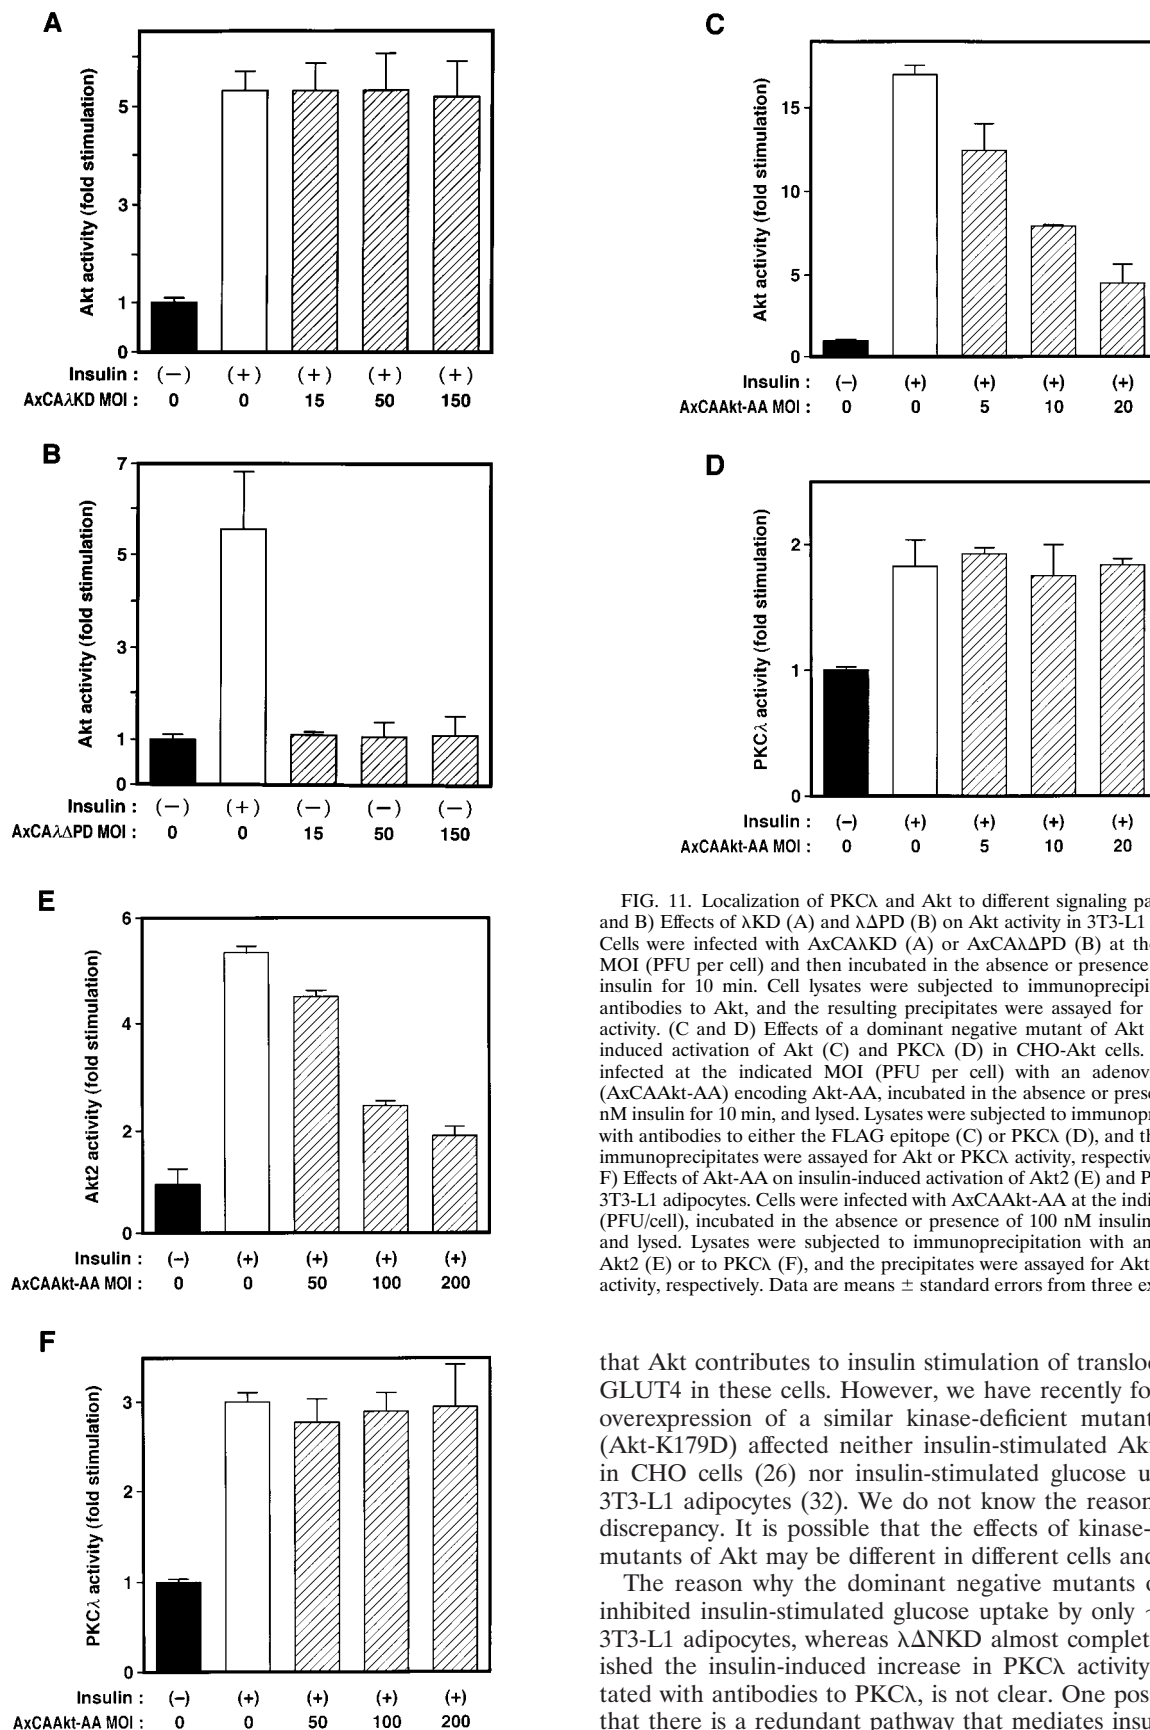 A
Akt activity (fold stimulation)
5
3
1
0
Insulin : (−) (+) (+) (+) (+)
AxCAλKD MOI : 0 0 15 50 150
B
Akt activity (fold stimulation)
7
5
3
1
0
Insulin : (−) (+) (−) (−) (−)
AxCAλΔPD MOI : 0 0 15 50 150
E
Akt2 activity (fold stimulation)
6
4
2
0
Insulin : (−) (+) (+) (+) (+)
AxCAAkt-AA MOI : 0 0 50 100 200
F
PKCλ activity (fold stimulation)
3
2
1
0
Insulin : (−) (+) (+) (+) (+)
AxCAAkt-AA MOI : 0 0 50 100 200
C
Akt activity (fold stimulation)
15
10
5
0
Insulin : (−) (+) (+) (+) (+)
AxCAAkt-AA MOI : 0 0 5 10 20
D
PKCλ activity (fold stimulation)
2
1
0
Insulin : (−) (+) (+) (+) (+)
AxCAAkt-AA MOI : 0 0 5 10 20
FIG. 11. Localization of PKCλ and Akt to different signaling
and B) Effects of λKD (A) and λΔPD (B) on Akt activity in 3T3-L1
Cells were infected with AxCAλKD (A) or AxCAλΔPD (B) at
MOI (PFU per cell) and then incubated in the absence or presence
insulin for 10 min. Cell lysates were subjected to
antibodies to Akt, and the resulting precipitates were assayed for
activity. (C and D) Effects of a dominant negative mutant of Akt
induced activation of Akt (C) and PKCλ (D) in CHO-Akt cells.
infected at the indicated MOI (PFU per cell) with an
(AxCAAkt-AA) encoding Akt-AA, incubated in the absence or
nM insulin for 10 min, and lysed. Lysates were subjected to
with antibodies to either the FLAG epitope (C) or PKCλ (D), and
immunoprecipitates were assayed for Akt or PKCλ activity,
F) Effects of Akt-AA on insulin-induced activation of Akt2 (E) and
3T3-L1 adipocytes. Cells were infected with AxCAAkt-AA at the
(PFU/cell), incubated in the absence or presence of 100 nM insulin
and lysed. Lysates were subjected to immunoprecipitation with
Akt2 (E) or to PKCλ (F), and the precipitates were assayed for
activity, respectively. Data are means ± standard errors from three
that Akt contributes to insulin stimulation of
GLUT4 in these cells. However, we have recently
overexpression of a similar kinase-deficient mutant
(Akt-K179D) affected neither insulin-stimulated
in CHO cells (26) nor insulin-stimulated glucose
3T3-L1 adipocytes (32). We do not know the reason
discrepancy. It is possible that the effects of kinase-
mutants of Akt may be different in different cells and
The reason why the dominant negative mutants
inhibited insulin-stimulated glucose uptake by only
3T3-L1 adipocytes, whereas λΔNKD almost
ished the insulin-induced increase in PKCλ activity
tated with antibodies to PKCλ, is not clear. One
that there is a redundant pathway that mediates